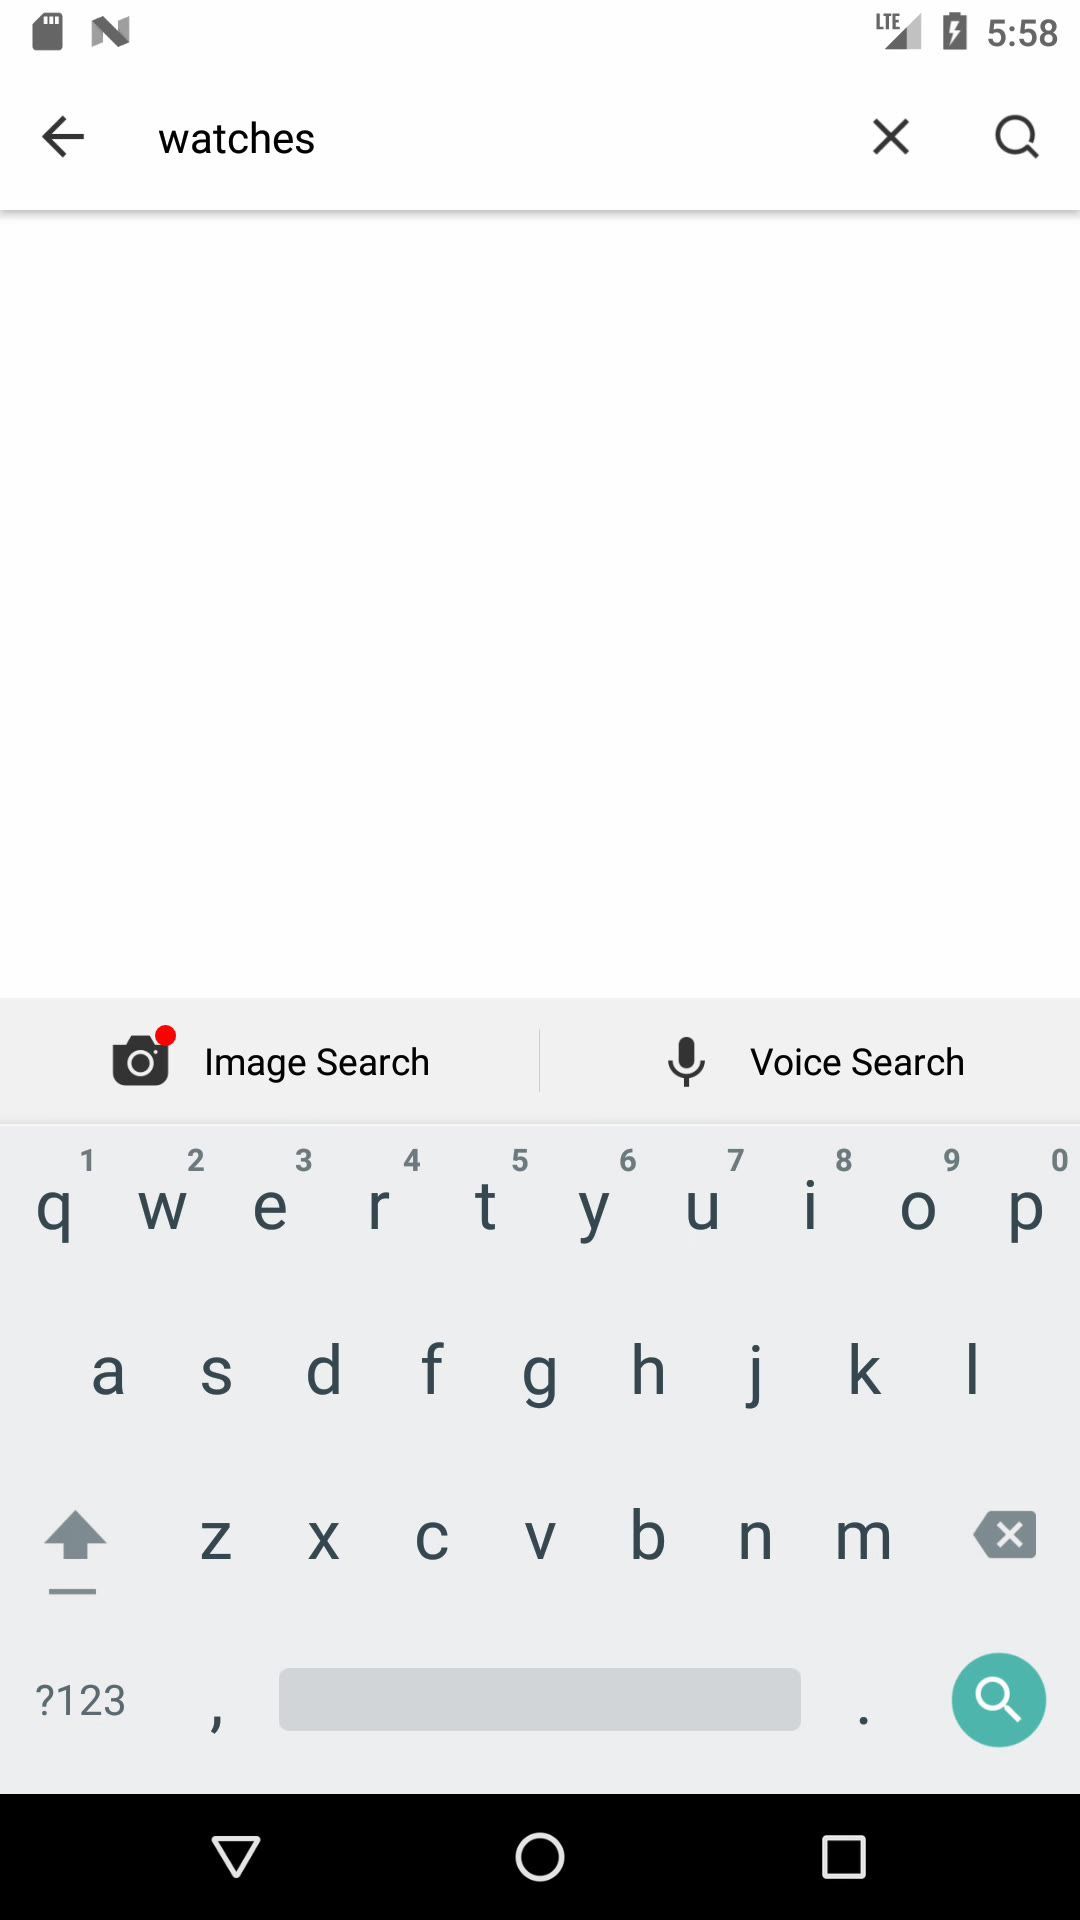 LTE 5:58
watches
Image Search Voice Search
1 2 3 4 5 6 7 8 9 0
q w e r t y u i o p
a s d f g h j k l
z x c v b n m
?123 , .